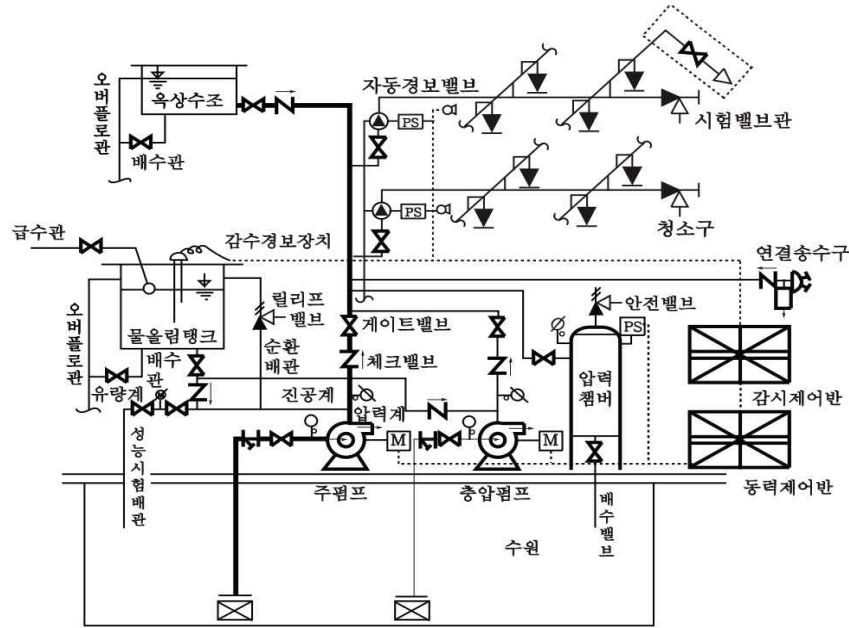 오버플로관
옥상수조
배수관
자동경보밸브
PS
시험밸브관
PS
청소구
급수관
감수경보장치
연결송수구
오버플로관
물올림탱크
릴리프
밸브
게이트밸브
안전밸브
PS
배수
관
순환
배관
체크밸브
압력
챔버
유량계
진공계
압력계
감시제어반
성능시험배관
M
M
주펌프
충압펌프
배수밸브
동력제어반
수원